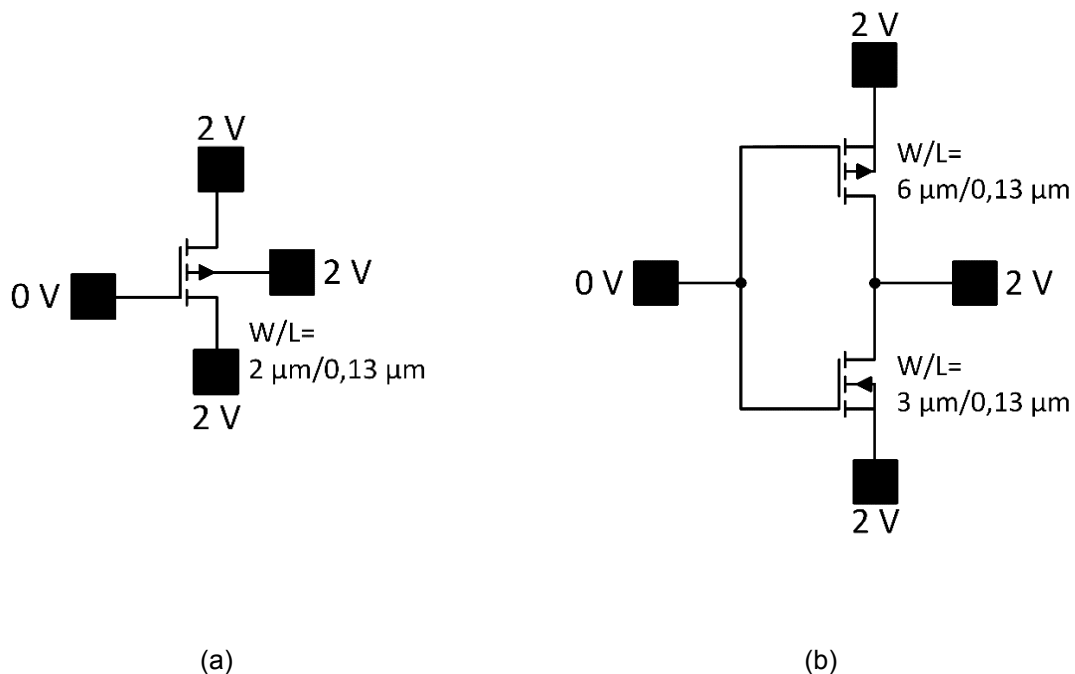 2 V
0 V
2 V
W/L=
2 µm/0,13 µm
2 V
(a)
2 V
W/L=
6 µm/0,13 µm
0 V
2 V
W/L=
3 µm/0,13 µm
2 V
(b)